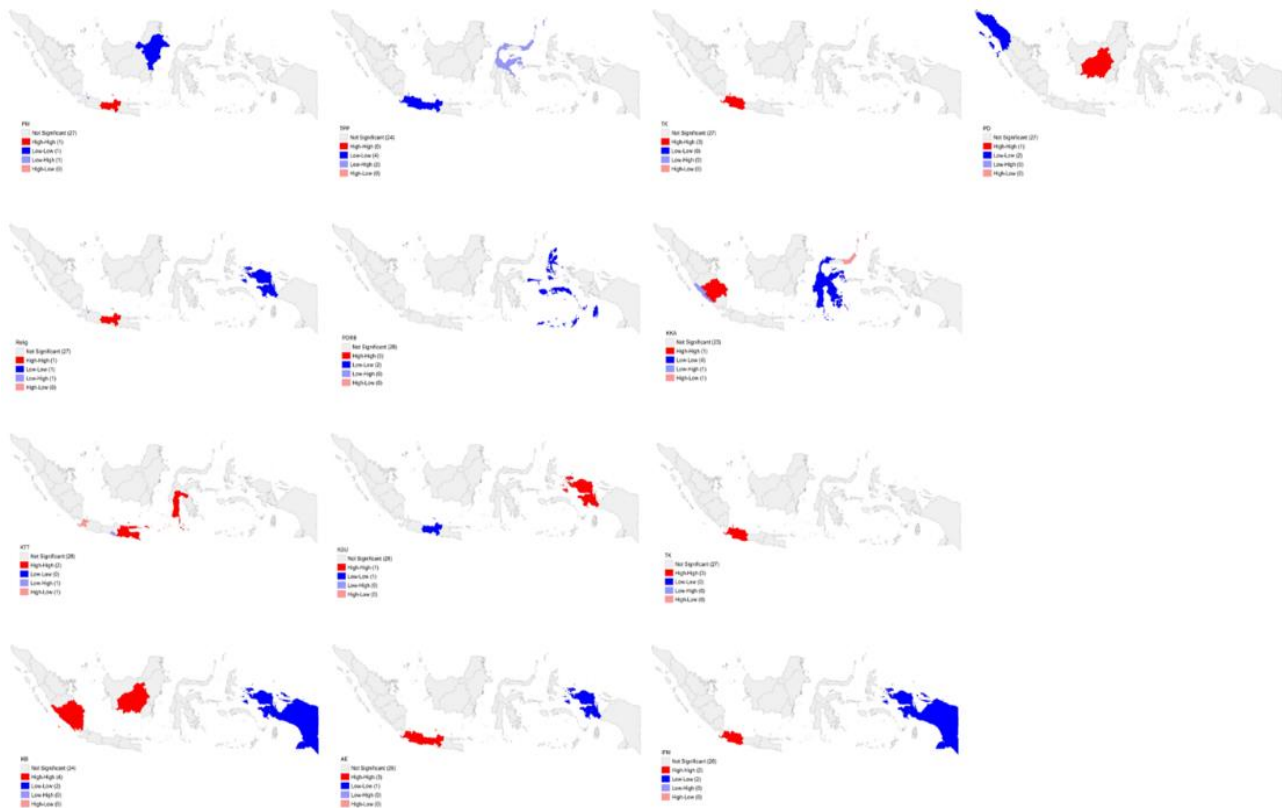 Not Significant (27)
High-High (1)
Low-Low (1)
Low-High (1)
High-Low (0)
Not Significant (24)
High-High (0)
Low-Low (4)
Low-High (2)
High-Low (0)
TC
Not Significant (27)
High-High (3)
Low-Low (0)
Low-High (0)
High-Low (0)
PD
Not Significant (27)
High-High (1)
Low-Low (2)
Low-High (0)
High-Low (0)
Relig
Not Significant (27)
High-High (1)
Low-Low (1)
Low-High (1)
High-Low (0)
PDRB
Not Significant (28)
High-High (0)
Low-Low (2)
Low-High (0)
High-Low (0)
Not Significant (23)
High-High (1)
Low-Low (4)
Low-High (1)
High-Low (1)
KTT
Not Significant (26)
High-High (2)
Low-Low (0)
Low-High (1)
High-Low (1)
Not Significant (28)
High-High (1)
Low-Low (1)
Low-High (0)
High-Low (0)
Not Significant (27)
High-High (3)
Low-Low (0)
Low-High (0)
High-Low (0)
Not Significant (24)
High-High (4)
Low-Low (2)
Low-High (0)
High-Low (0)
AE
Not Significant (26)
High-High (3)
Low-Low (1)
Low-High (0)
High-Low (0)
IPM
Not Significant (26)
High-High (2)
Low-Low (2)
Low-High (0)
High-Low (0)